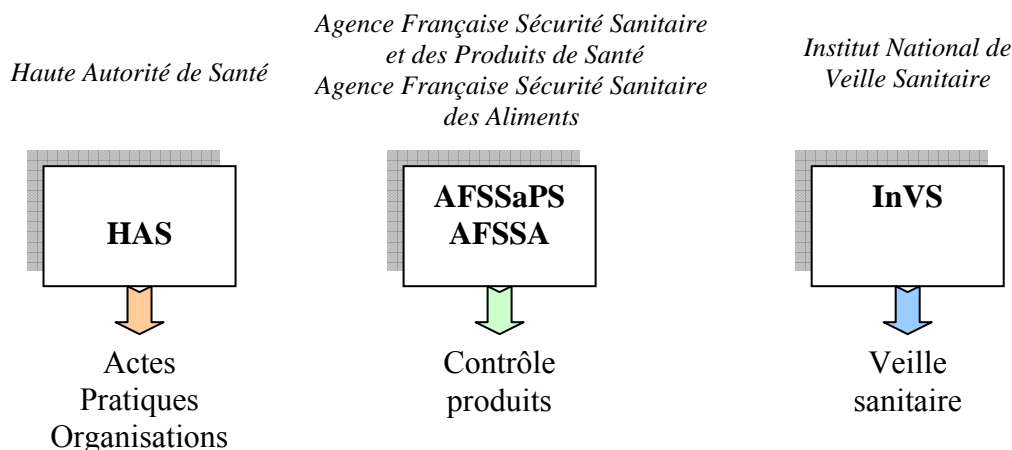 Haute Autorité de Santé
Agence Française Sécurité Sanitaire
et des Produits de Santé
Agence Française Sécurité Sanitaire
des Aliments
Institut National de
Veille Sanitaire
HAS
AFSSaPS
AFSSA
InVS
Actes
Pratiques
Organisations
Contrôle
produits
Veille
sanitaire